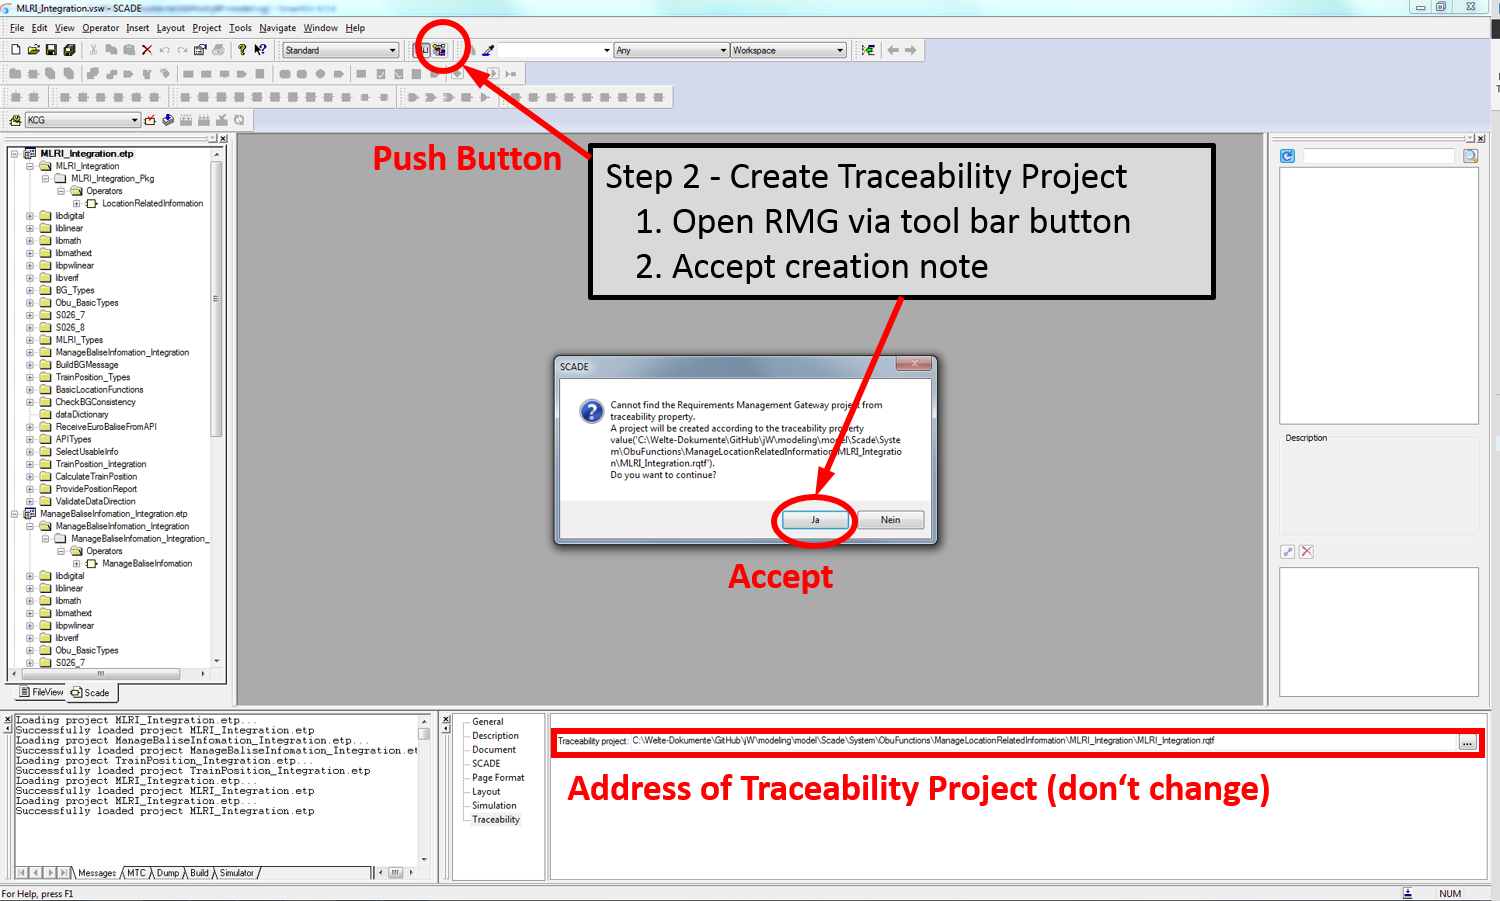 MLRI_Integration.vsw - SCADE
File Edit View Operator Insert Layout Project Tools Navigate Window Help
Standard
Any
Workspace
KCG
Push Button
Step 2 - Create Traceability Project
1. Open RMG via tool bar button
2. Accept creation note
MLRI_Integration.etp
MLRI_Integration
MLRI_Integration_Pkg
Operators
LocationRelatedInformation
libdigital
liblinear
libmath
libmathext
libpwlinear
libverif
BG_Types
Obu_BasicTypes
S026_7
S026_8
MLRI_Types
ManageBaliseInfomation_Integration
BuildBGMessage
TrainPosition_Types
BasicLocationFunctions
CheckBGConsistency
dataDictionary
ReceiveEuroBaliseFromAPI
APITypes
SelectUsableInfo
TrainPosition_Integration
CalculateTrainPosition
ProvidePositionReport
ValidateDataDirection
ManageBaliseInfomation_Integration.etp
ManageBaliseInfomation_Integration
ManageBaliseInfomation_Integration_
Operators
ManageBaliseInfomation
libdigital
liblinear
libmath
libmathext
libpwlinear
libverif
Obu_BasicTypes
S026_7
FileView Scade
SCADE
Cannot find the Requirements Management Gateway project from
traceability property.
A project will be created according to the traceability property
value('C:\Welte-Dokumente\GitHub\jW\modeling\model\Scade\Syste
m\ObuFunctions\ManageLocationRelatedInformation\MLRI_Integratio
n\MLRI_Integration.rqtf').
Do you want to continue?
Ja Nein
Accept
Description
Loading project MLRI_Integration.etp...
Successfully loaded project MLRI_Integration.etp
Loading project ManageBaliseInfomation_Integration.etp...
Successfully loaded project ManageBaliseInfomation_Integration.et
Loading project TrainPosition_Integration.etp...
Successfully loaded project TrainPosition_Integration.etp
Loading project MLRI_Integration.etp...
Successfully loaded project MLRI_Integration.etp
Loading project MLRI_Integration.etp...
Successfully loaded project MLRI_Integration.etp
Messages MTC Dump Build Simulator
General
Description
Document
SCADE
Page Format
Layout
Simulation
Traceability
Traceability project: C:\Welte-Dokumente\GitHub\jW\modeling\model\Scade\System\ObuFunctions\ManageLocationRelatedInformation\MLRI_Integration\MLRI_Integration.rqtf ...
Address of Traceability Project (don‘t change)
For Help, press F1
NUM